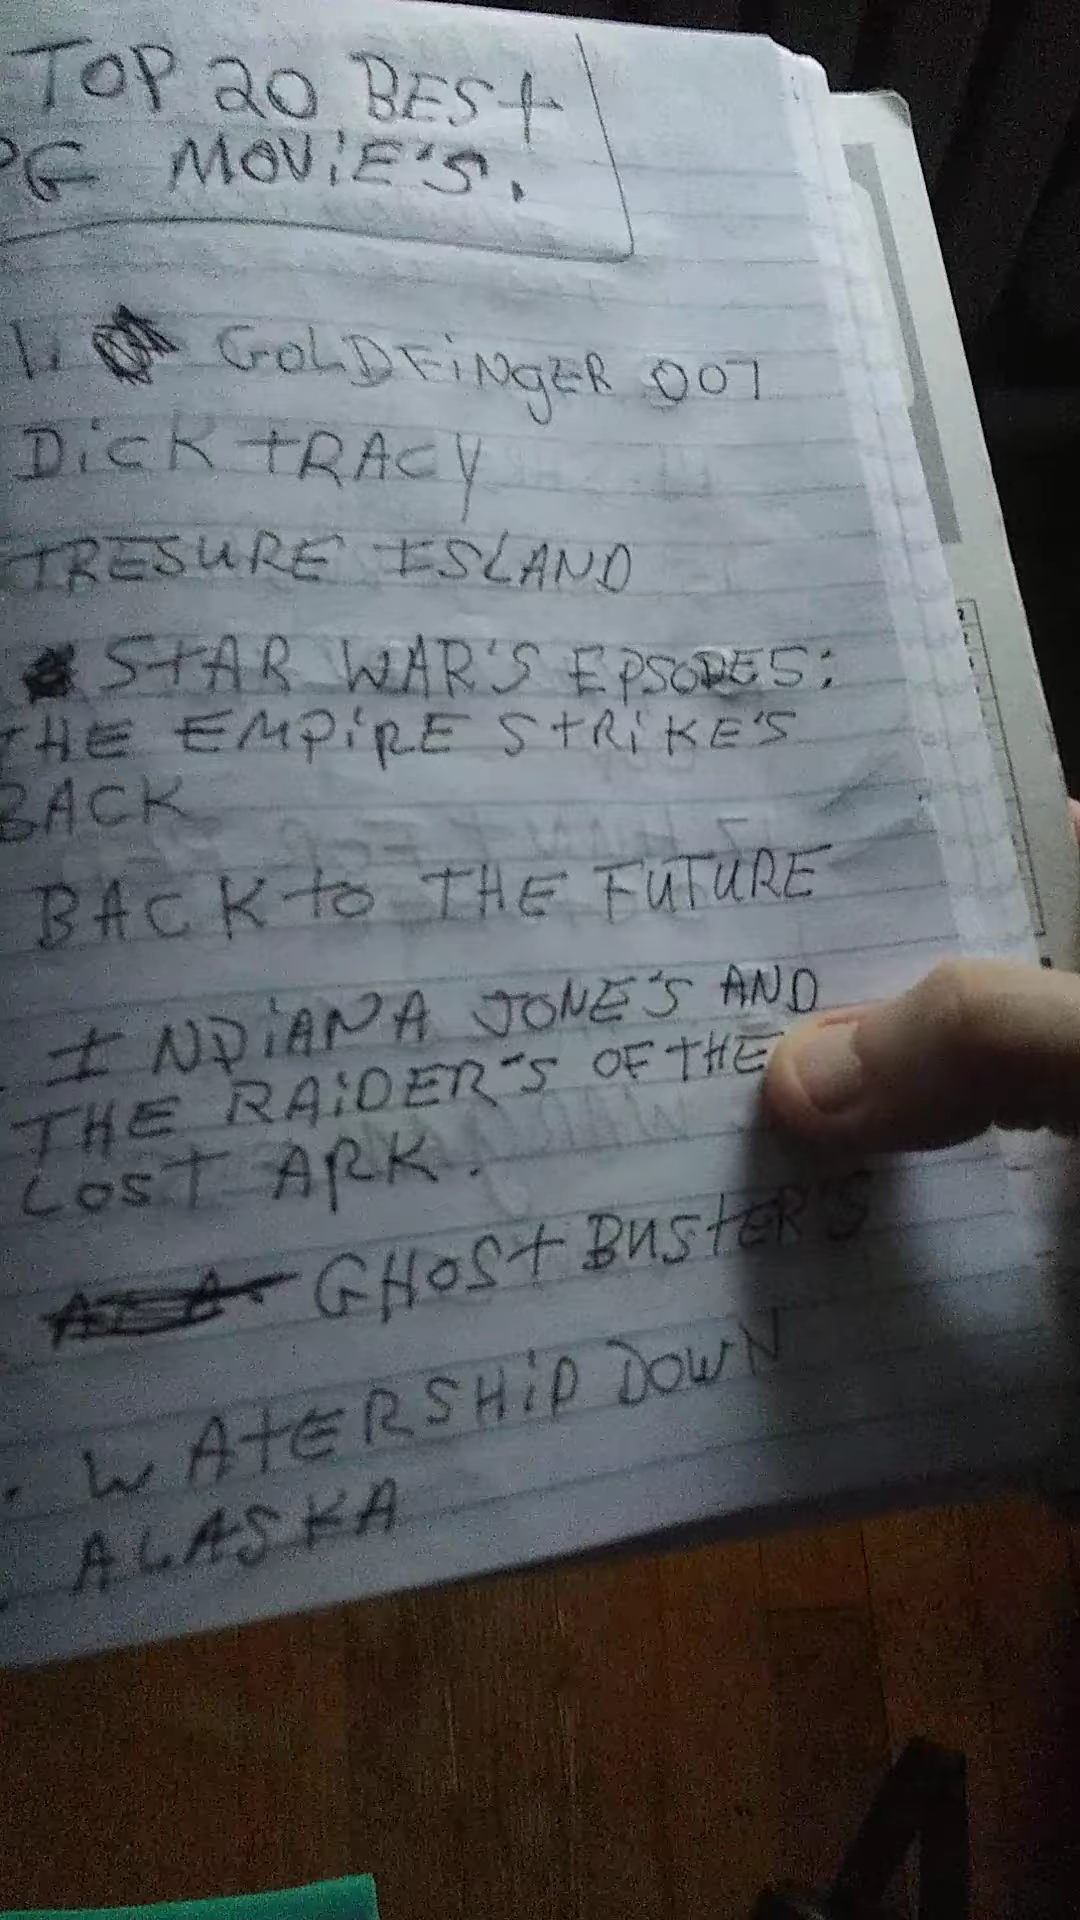 TOP 20 BEST
PG MOVIE'S.
1. GOLDFINGER 007
DICK TRACY
TRESURE ISLAND
STAR WAR'S EPSODE5:
THE EMPIRE STRIKE'S
BACK
BACK to THE FUTURE
INDIANA JONE'S AND
THE RAIDER'S OF THE
LOST ARK.
GHOST BUSTER'S
WATERSHIP DOWN
ALASKA